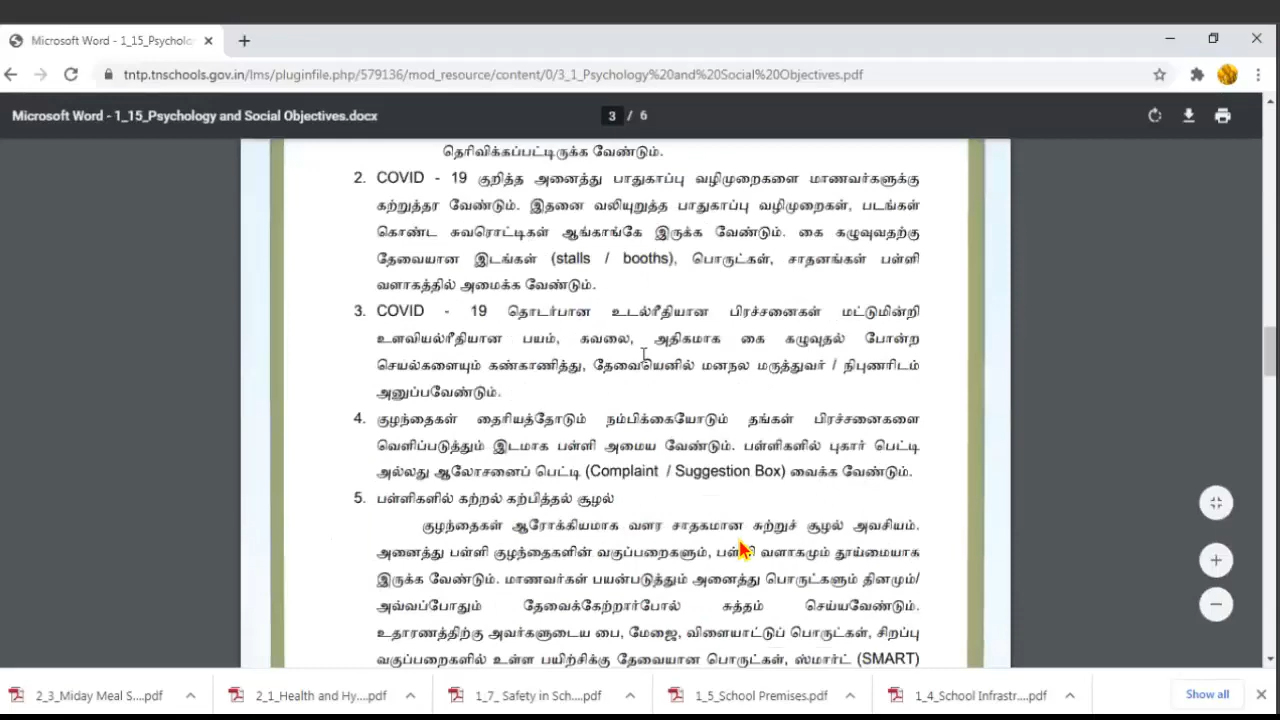 Microsoft Word - 1_15_Psycholo
tntp.tnschools.gov.in/lms/pluginfile.php/579136/mod_resource/content/0/3_1_Psychology%20and%20Social%20Objectives.pdf
Microsoft Word - 1_15_Psychology and Social Objectives.docx
3 / 6
தெரிவிக்கப்பட்டிருக்க வேண்டும்.
2. COVID - 19 குறித்த அனைத்து பாதுகாப்பு வழிமுறைகளை மாணவர்களுக்கு
கற்றுத்தர வேண்டும். இதனை வலியுறுத்த பாதுகாப்பு வழிமுறைகள், படங்கள்
கொண்ட சுவரொட்டிகள் ஆங்காங்கே இருக்க வேண்டும். கை கழுவுவதற்கு
தேவையான இடங்கள் (stalls / booths), பொருட்கள், சாதனங்கள் பள்ளி
வளாகத்தில் அமைக்க வேண்டும்.
3. COVID - 19 தொடர்பான உடல்ரீதியான பிரச்சனைகள் மட்டுமின்றி
உளவியல்ரீதியான பயம், கவலை, அதிகமாக கை கழுவுதல் போன்ற
செயல்களையும் கண்காணித்து, தேவையெனில் மனநல மருத்துவர் / நிபுணரிடம்
அனுப்பவேண்டும்.
4. குழந்தைகள் தைரியத்தோடும் நம்பிக்கையோடும் தங்கள் பிரச்சனைகளை
வெளிப்படுத்தும் இடமாக பள்ளி அமைய வேண்டும். பள்ளிகளில் புகார் பெட்டி
அல்லது ஆலோசனைப் பெட்டி (Complaint / Suggestion Box) வைக்க வேண்டும்.
5. பள்ளிகளில் கற்றல் கற்பித்தல் சூழல்
குழந்தைகள் ஆரோக்கியமாக வளர சாதகமான சுற்றுச் சூழல் அவசியம்.
அனைத்து பள்ளி குழந்தைகளின் வகுப்பறைகளும், பள்ளி வளாகமும் தூய்மையாக
இருக்க வேண்டும். மாணவர்கள் பயன்படுத்தும் அனைத்து பொருட்களும் தினமும்/
அவ்வப்போதும் தேவைக்கேற்றார்போல் சுத்தம் செய்யவேண்டும்.
உதாரணத்திற்கு அவர்களுடைய பை, மேஜை, விளையாட்டுப் பொருட்கள், சிறப்பு
வகுப்பறைகளில் உள்ள பயிற்சிக்கு தேவையான பொருட்கள், ஸ்மார்ட் (SMART)
2_3_Miday Meal S....pdf 2_1_Health and Hy....pdf 1_7_ Safety in Sch....pdf 1_5_School Premises.pdf 1_4_School Infrastr....pdf Show all